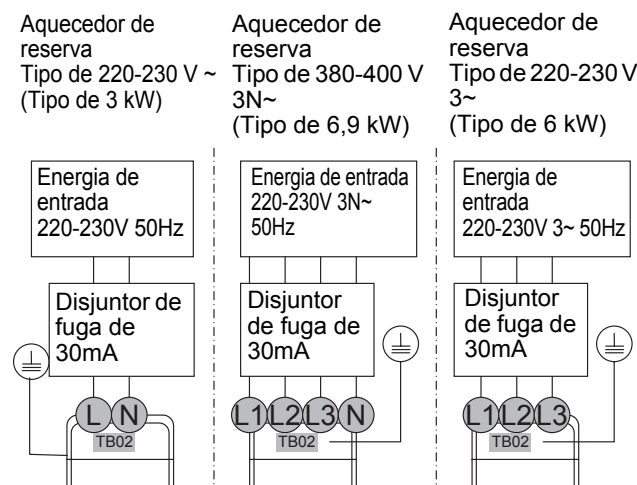 Aquecedor de
reserva
Tipo de 220-230 V ~
(Tipo de 3 kW)
Energia de
entrada
220-230V 50Hz
Disjuntor de
fuga de
30mA
L N
TB02
Aquecedor de
reserva
Tipo de 380-400 V
3N~
(Tipo de 6,9 kW)
Energia de entrada
220-230V 3N~
50Hz
Disjuntor
de fuga de
30mA
L1 L2 L3 N
TB02
Aquecedor de
reserva
Tipo de 220-230 V
3~
(Tipo de 6 kW)
Energia de
entrada
220-230V 3~ 50Hz
Disjuntor
de fuga de
30mA
L1 L2 L3
TB02